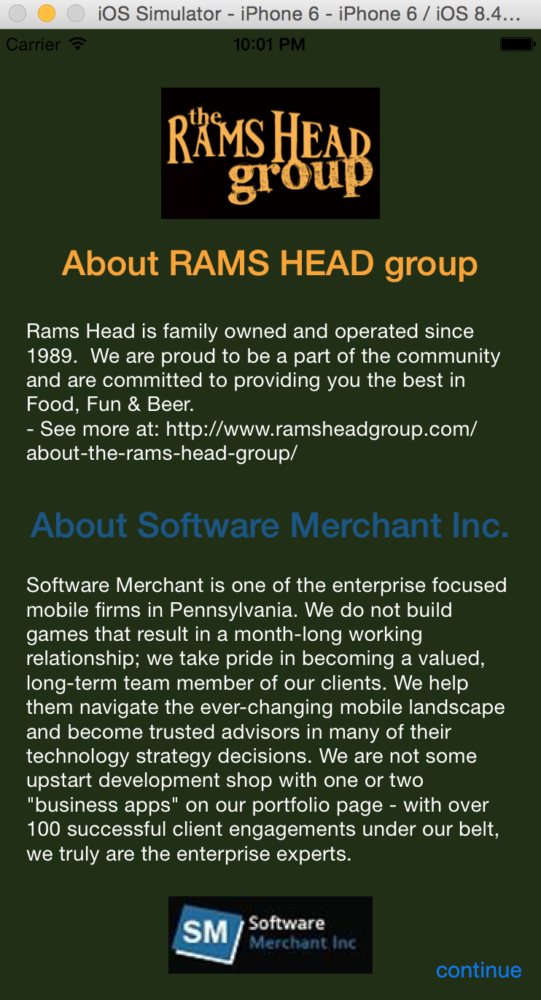 iOS Simulator - iPhone 6 - iPhone 6 / iOS 8.4...
Carrier 10:01 PM
the
RAMS HEAD
group
About RAMS HEAD group
Rams Head is family owned and operated since
1989.  We are proud to be a part of the community
and are committed to providing you the best in
Food, Fun & Beer.
- See more at: http://www.ramsheadgroup.com/
about-the-rams-head-group/
About Software Merchant Inc.
Software Merchant is one of the enterprise focused
mobile firms in Pennsylvania. We do not build
games that result in a month-long working
relationship; we take pride in becoming a valued,
long-term team member of our clients. We help
them navigate the ever-changing mobile landscape
and become trusted advisors in many of their
technology strategy decisions. We are not some
upstart development shop with one or two
"business apps" on our portfolio page - with over
100 successful client engagements under our belt,
we truly are the enterprise experts.
SM Software
Merchant Inc
continue